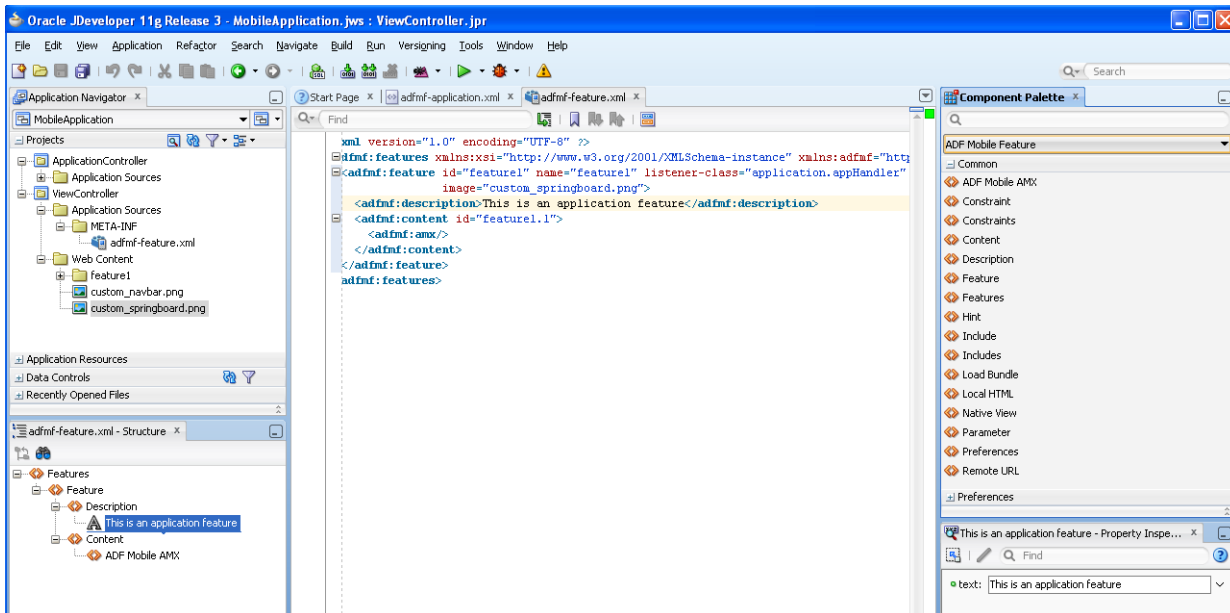 Oracle JDeveloper 11g Release 3 - MobileApplication.jws : ViewController.jpr
File Edit View Application Refactor Search Navigate Build Run Versioning Tools Window Help
Search
Application Navigator x
MobileApplication
Projects
ApplicationController
Application Sources
ViewController
Application Sources
META-INF
adfmf-feature.xml
Web Content
feature1
custom_navbar.png
custom_springboard.png
Application Resources
Data Controls
Recently Opened Files
adfmf-feature.xml - Structure x
Features
Feature
Description
This is an application feature
Content
ADF Mobile AMX
Start Page x adfmf-application.xml x adfmf-feature.xml x
Find
xml version="1.0" encoding="UTF-8" ?>
dfmf:features xmlns:xsi="http://www.w3.org/2001/XMLSchema-instance" xmlns:adfmf="http
<adfmf:feature id="feature1" name="feature1" listener-class="application.appHandler"
image="custom_springboard.png">
<adfmf:description>This is an application feature</adfmf:description>
<adfmf:content id="feature1.1">
<adfmf:amx/>
</adfmf:content>
</adfmf:feature>
adfmf:features>
Component Palette x
ADF Mobile Feature
Common
ADF Mobile AMX
Constraint
Constraints
Content
Description
Feature
Features
Hint
Include
Includes
Load Bundle
Local HTML
Native View
Parameter
Preferences
Remote URL
Preferences
This is an application feature - Property Inspe... x
Find
text: This is an application feature